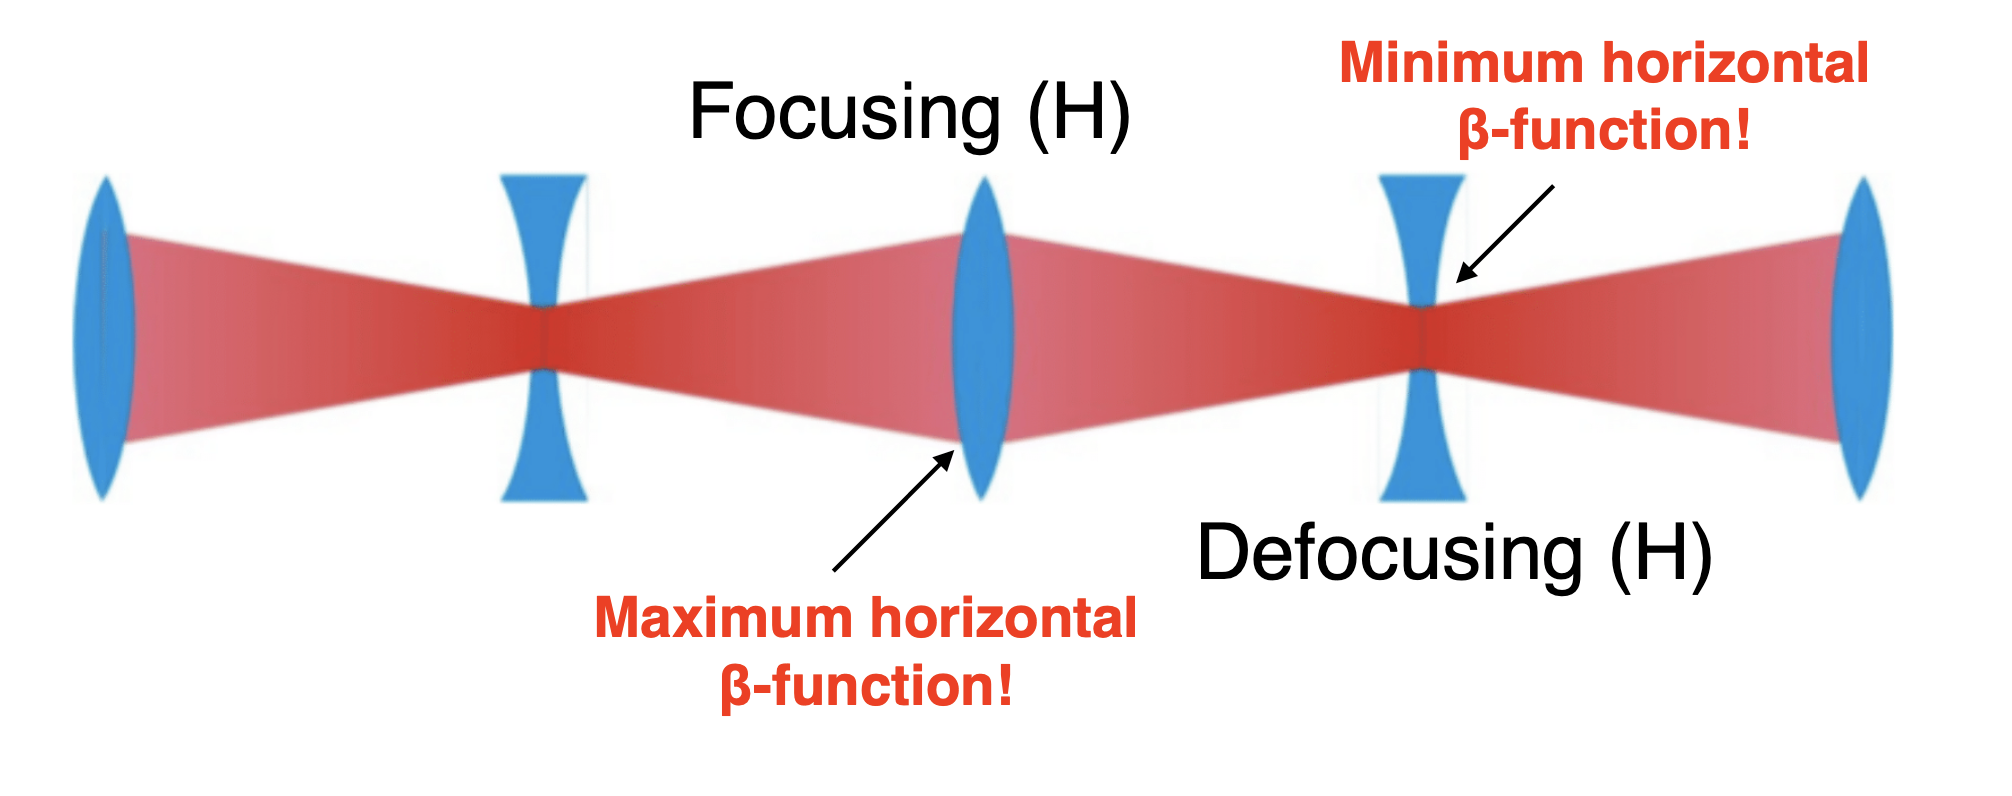 Minimum horizontal
β-function!
Focusing (H)
Defocusing (H)
Maximum horizontal
β-function!